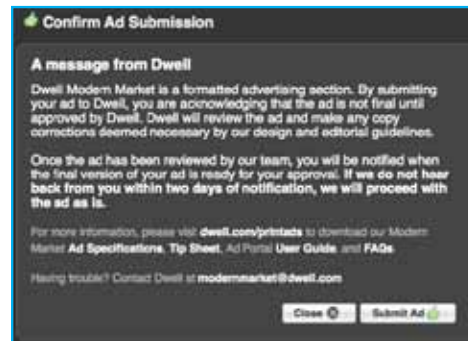 Confirm Ad Submission
A message from Dwell
Dwell Modern Market is a formatted advertising section. By submitting
your ad to Dwell, you are acknowledging that the ad is not final until
approved by Dwell. Dwell will review the ad and make any copy
corrections deemed necessary by our design and editorial guidelines.
Once the ad has been reviewed by our team, you will be notified when
the final version of your ad is ready for your approval. If we do not hear
back from you within two days of notification, we will proceed with
the ad as is.
For more information, please visit dwell.com/printads to download our Modern
Market Ad Specifications, Tip Sheet, Ad Portal User Guide, and FAQs
Having trouble? Contact Dwell at modernmarket@dwell.com
Close
Submit Ad